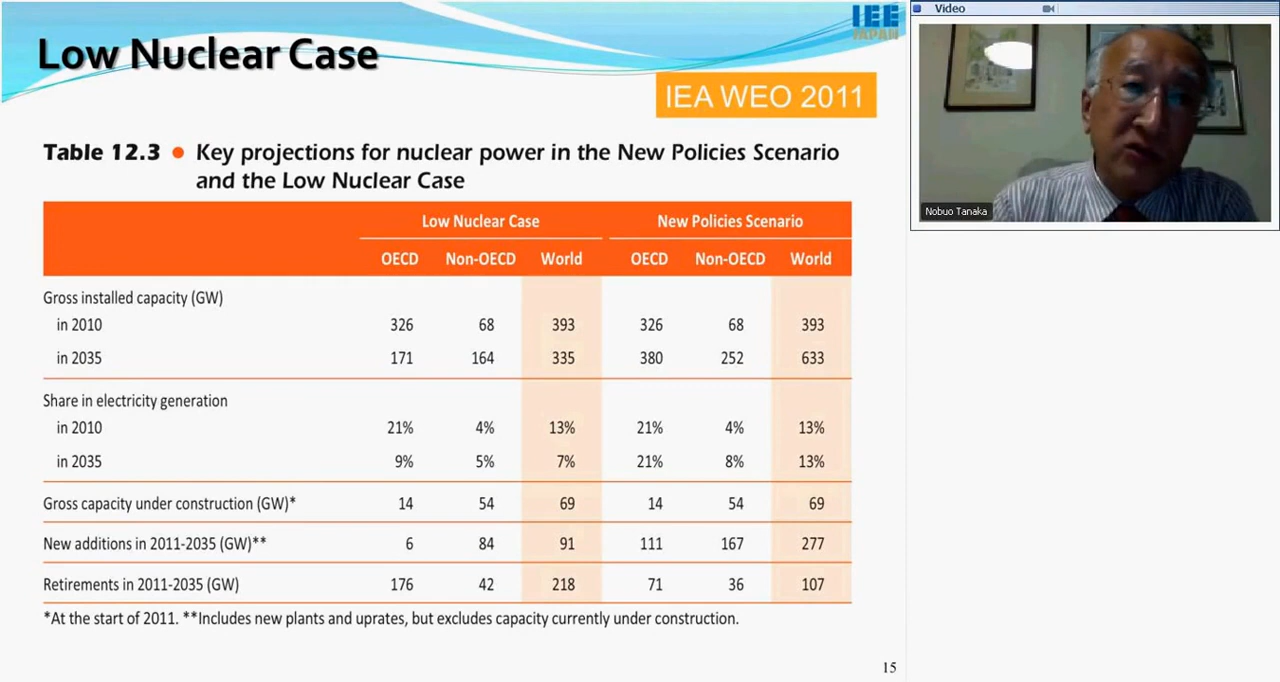 Low Nuclear Case
IEE
JAPAN
IEA WEO 2011
Table 12.3 ● Key projections for nuclear power in the New Policies Scenario
and the Low Nuclear Case
Low Nuclear Case New Policies Scenario
OECD Non-OECD World OECD Non-OECD World
Gross installed capacity (GW)
in 2010 326 68 393 326 68 393
in 2035 171 164 335 380 252 633
Share in electricity generation
in 2010 21% 4% 13% 21% 4% 13%
in 2035 9% 5% 7% 21% 8% 13%
Gross capacity under construction (GW)* 14 54 69 14 54 69
New additions in 2011-2035 (GW)** 6 84 91 111 167 277
Retirements in 2011-2035 (GW) 176 42 218 71 36 107
*At the start of 2011. **Includes new plants and uprates, but excludes capacity currently under construction.
15
Video
Nobuo Tanaka